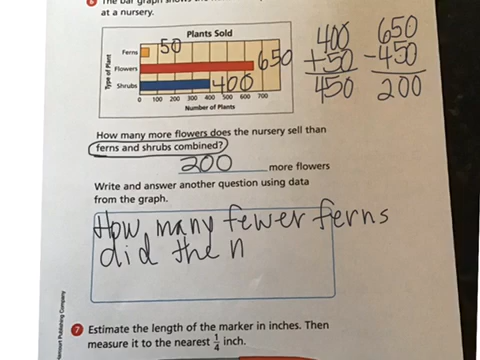 at a nursery.
Plants Sold
50
400
650
650
+50
-450
Ferns
Flowers
Shrubs
400
450
200
Type of Plant
0 100 200 300 400 500 600 700
Number of Plants
How many more flowers does the nursery sell than
ferns and shrubs combined?
200 more flowers
Write and answer another question using data
from the graph.
How many fewer ferns
did the n
Harcourt Publishing Company
7 Estimate the length of the marker in inches. Then
measure it to the nearest 1/4 inch.